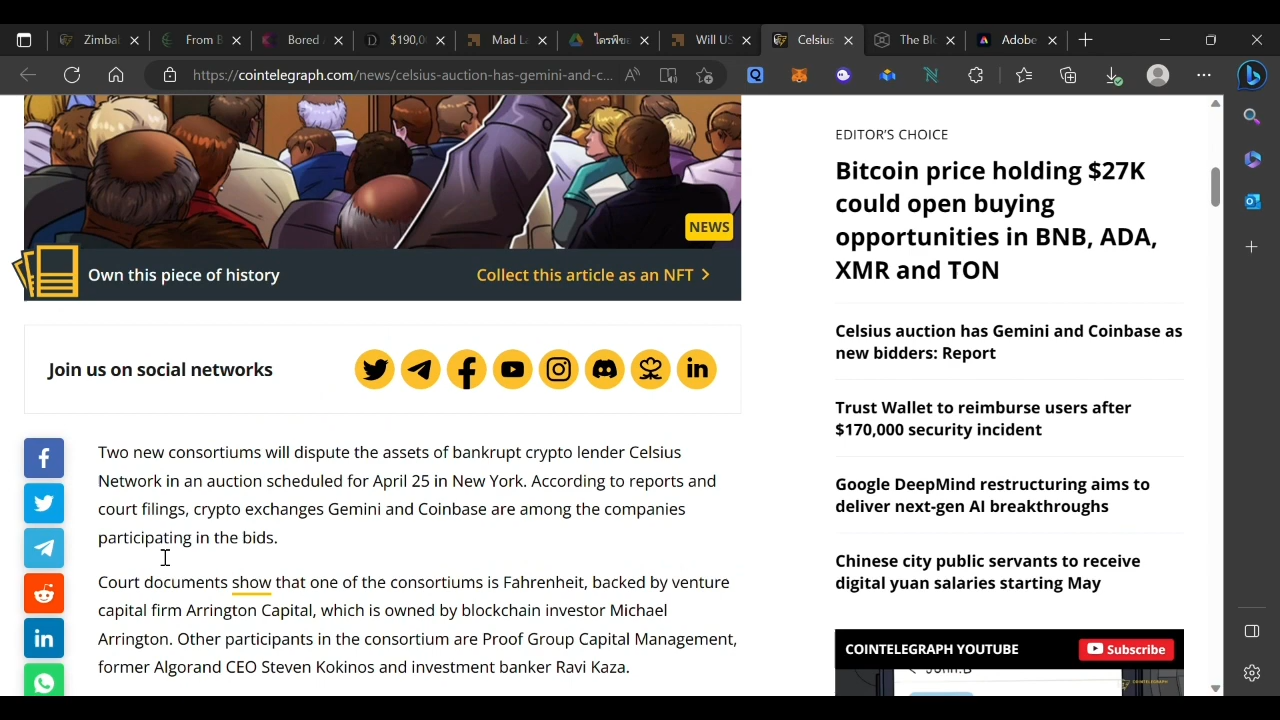 Zimbal
From B
Bored
$190,0
Mad L
ไครพีข
Will US
Celsius
The Blo
Adobe
https://cointelegraph.com/news/celsius-auction-has-gemini-and-c...
NEWS
Own this piece of history
Collect this article as an NFT
Join us on social networks
Two new consortiums will dispute the assets of bankrupt crypto lender Celsius
Network in an auction scheduled for April 25 in New York. According to reports and
court filings, crypto exchanges Gemini and Coinbase are among the companies
participating in the bids.
Court documents show that one of the consortiums is Fahrenheit, backed by venture
capital firm Arrington Capital, which is owned by blockchain investor Michael
Arrington. Other participants in the consortium are Proof Group Capital Management,
former Algorand CEO Steven Kokinos and investment banker Ravi Kaza.
EDITOR'S CHOICE
Bitcoin price holding $27K
could open buying
opportunities in BNB, ADA,
XMR and TON
Celsius auction has Gemini and Coinbase as
new bidders: Report
Trust Wallet to reimburse users after
$170,000 security incident
Google DeepMind restructuring aims to
deliver next-gen AI breakthroughs
Chinese city public servants to receive
digital yuan salaries starting May
COINTELEGRAPH YOUTUBE
Subscribe